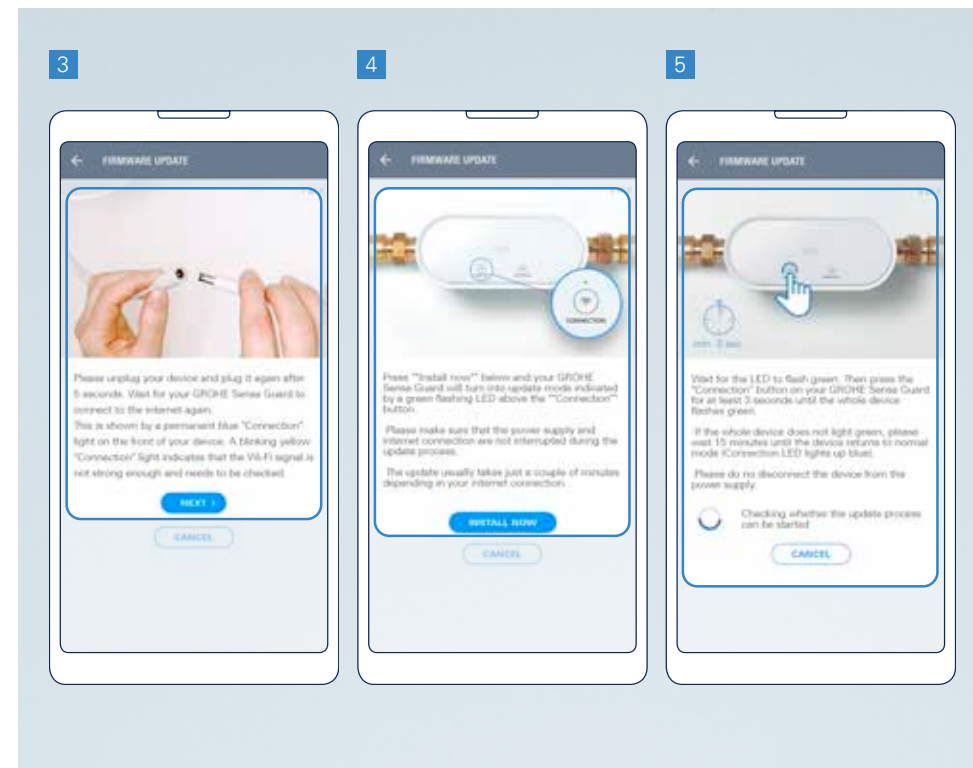 3
FIRMWARE UPDATE
Please unplug your device and plug it again after
5 seconds. Wait for your GROHE Sense Guard to
connect to the internet again.
This is shown by a permanent blue "Connection"
light on the front of your device. A blinking yellow
"Connection" light indicates that the Wi-Fi signal is
not strong enough and needs to be checked.
NEXT ›
CANCEL
4
FIRMWARE UPDATE
CONNECTION
Press ""Install now"" below and your GROHE
Sense Guard will turn into update mode indicated
by a green flashing LED above the ""Connection""
button.
Please make sure that the power supply and
internet connection are not interrupted during the
update process.
The update usually takes just a couple of minutes
depending in your internet connection.
INSTALL NOW
CANCEL
5
FIRMWARE UPDATE
min. 3 sec
Wait for the LED to flash green. Then press the
"Connection" button on your GROHE Sense Guard
for at least 3 seconds until the whole device
flashes green.
If the whole device does not light green, please
wait 15 minutes until the device returns to normal
mode (Connection LED lights up blue).
Please do no disconnect the device from the
power supply.
Checking whether the update process
can be started
CANCEL